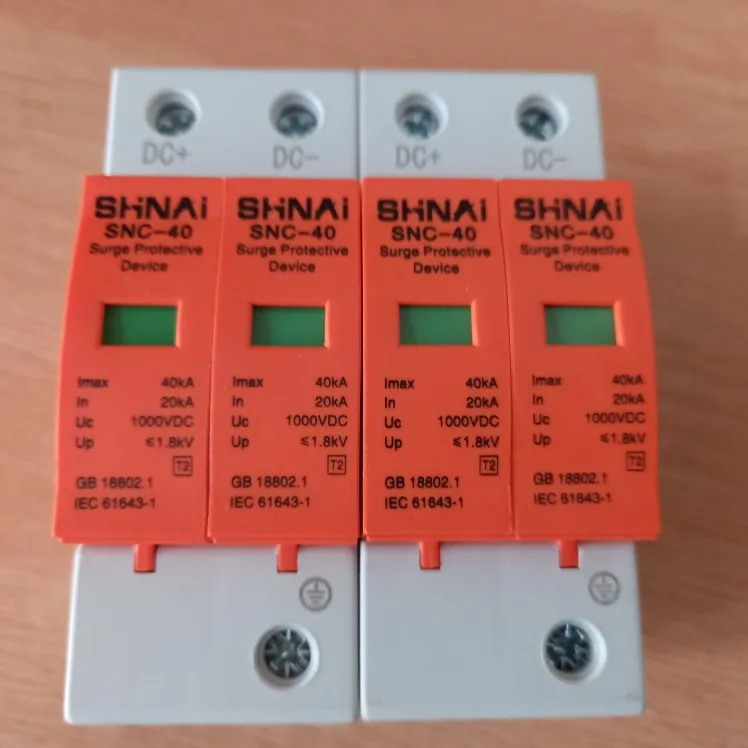 DC+ DC- DC+ DC-
SHiNAi
SNC-40
Surge Protective
Device
Imax 40kA
In 20kA
Uc 1000VDC
Up ≤1.8kV
T2
GB 18802.1
IEC 61643-1
SHiNAi
SNC-40
Surge Protective
Device
Imax 40kA
In 20kA
Uc 1000VDC
Up ≤1.8kV
T2
GB 18802.1
IEC 61643-1
SHiNAi
SNC-40
Surge Protective
Device
Imax 40kA
In 20kA
Uc 1000VDC
Up ≤1.8kV
T2
GB 18802.1
IEC 61643-1
SHiNAi
SNC-40
Surge Protective
Device
Imax 40kA
In 20kA
Uc 1000VDC
Up ≤1.8kV
T2
GB 18802.1
IEC 61643-1